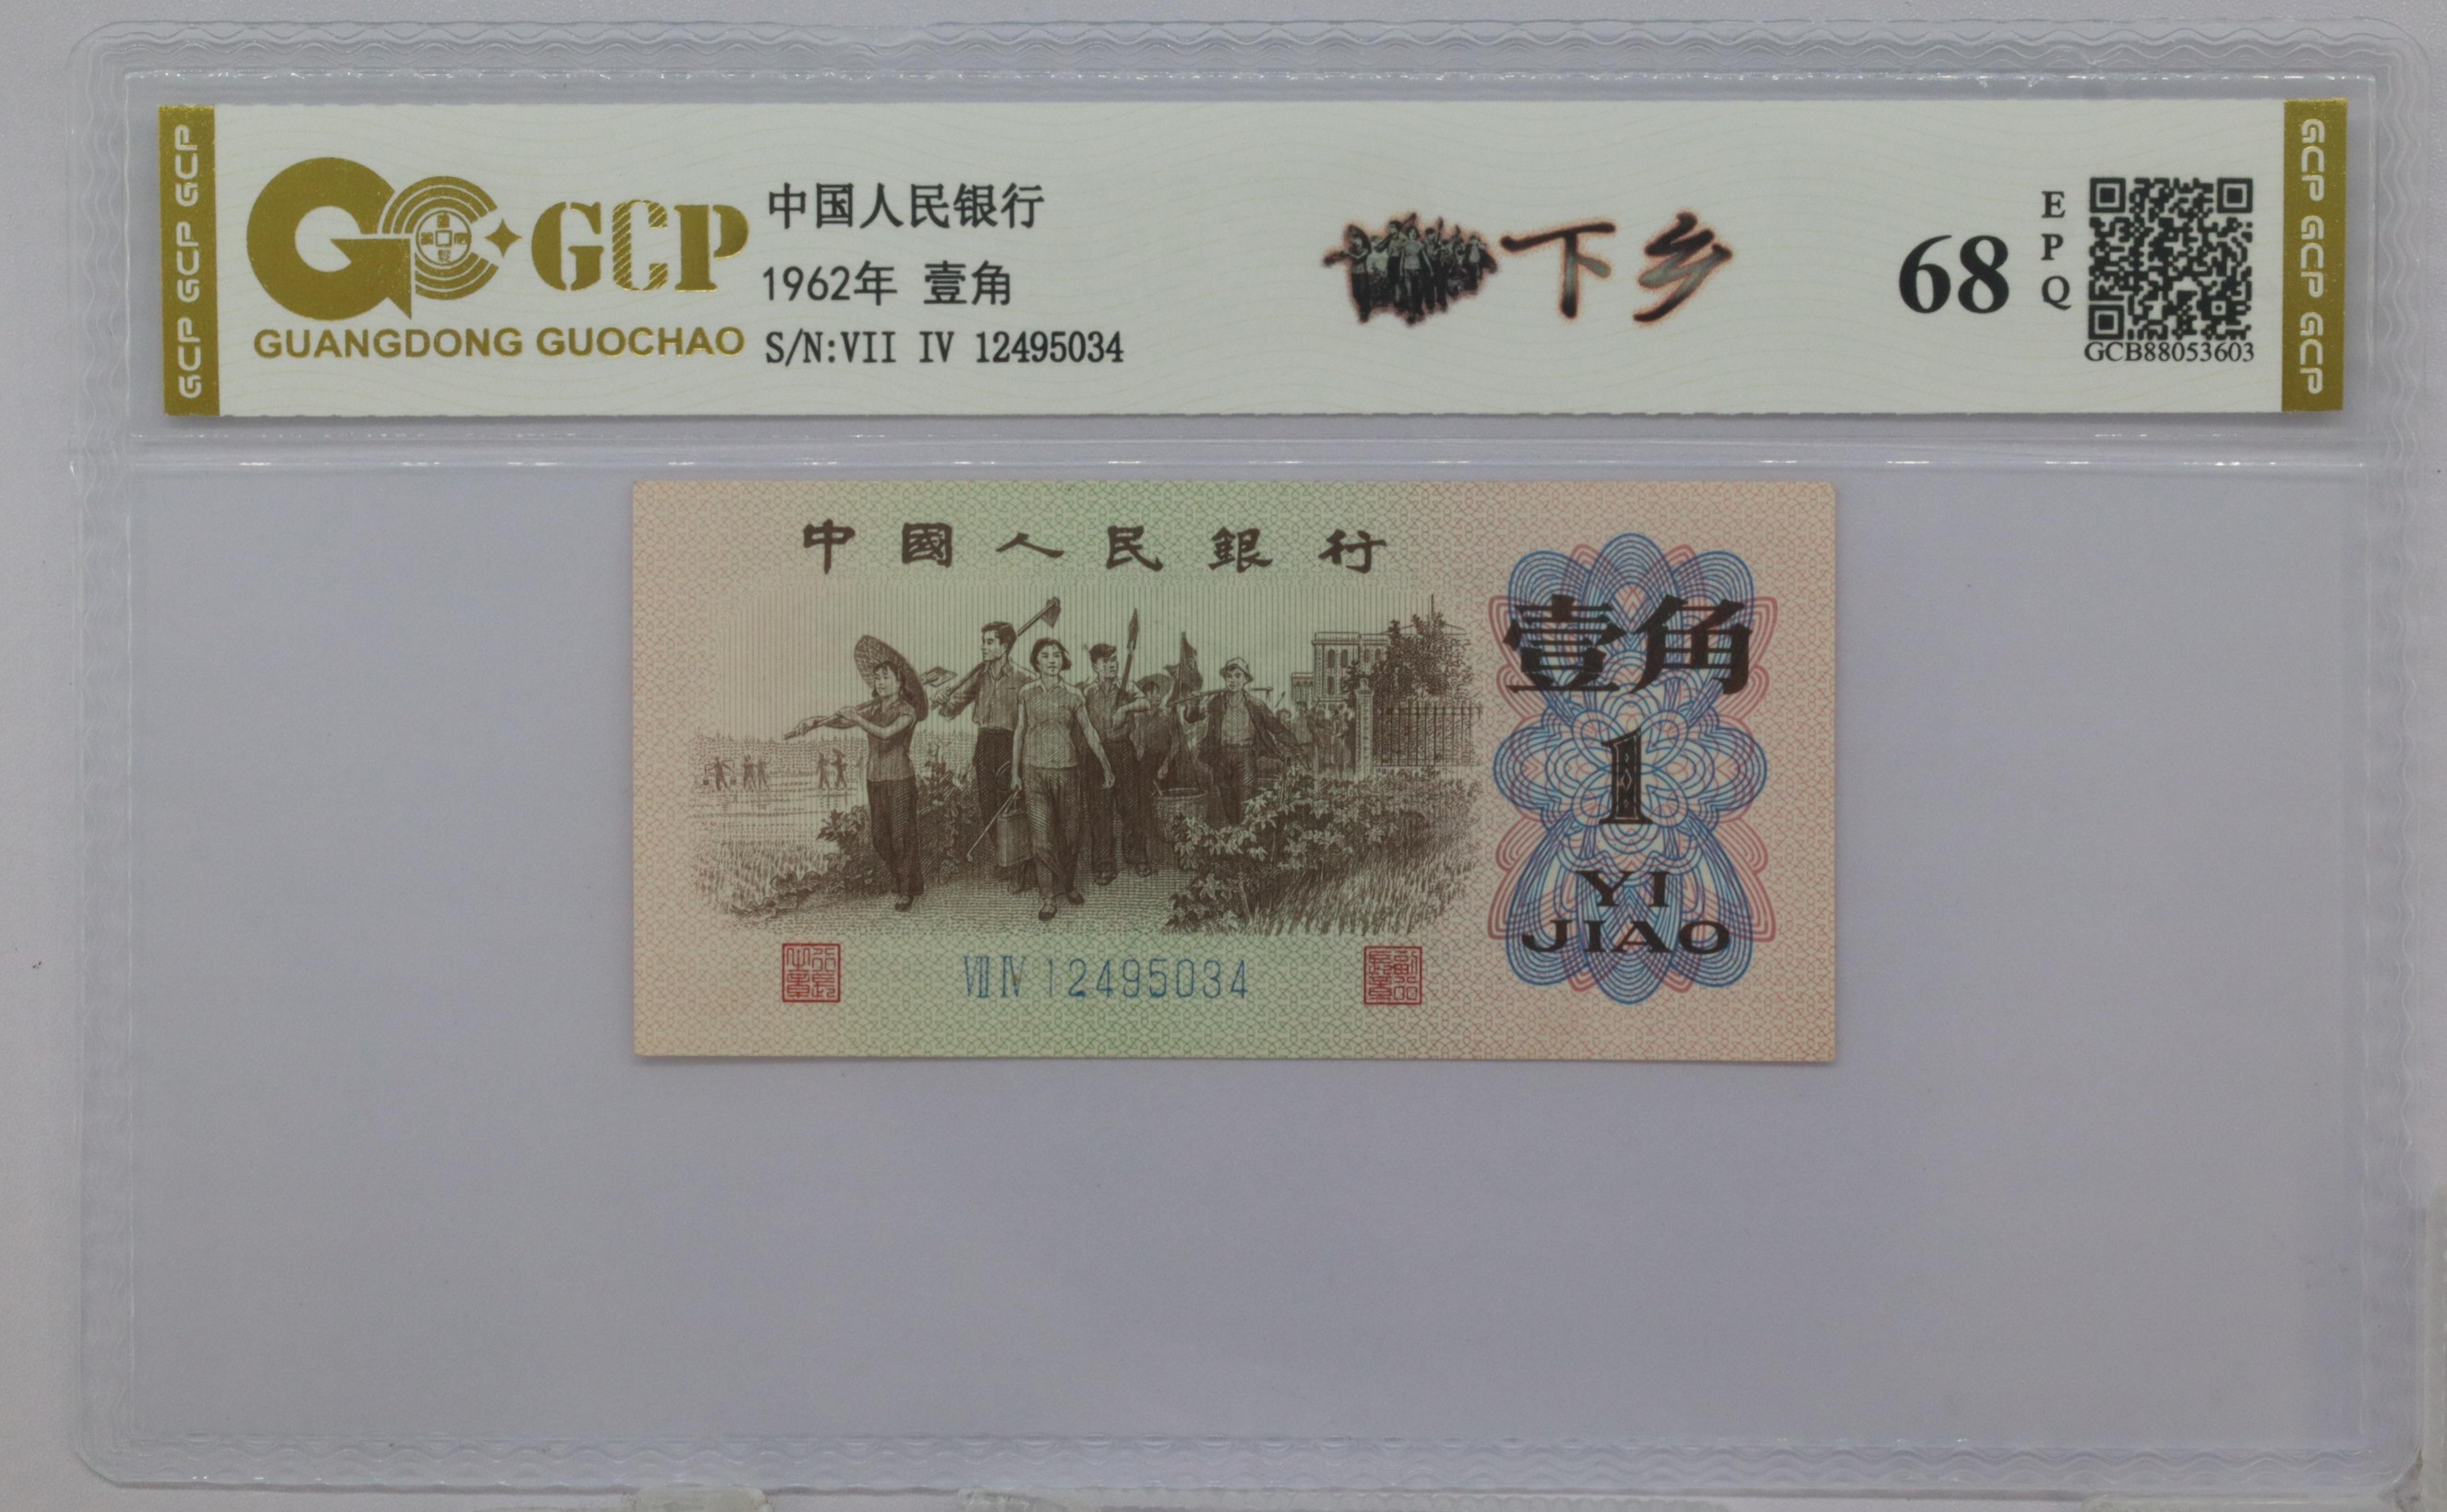 GCP GCP GCP
GCP
GUANGDONG GUOCHAO
中国人民银行
1962年 壹角
S/N:VII IV 12495034
下乡
68
EPQ
GCB88053603
GCP GCP GCP
中國人民銀行
壹角
1
YI
JIAO
VII IV 12495034